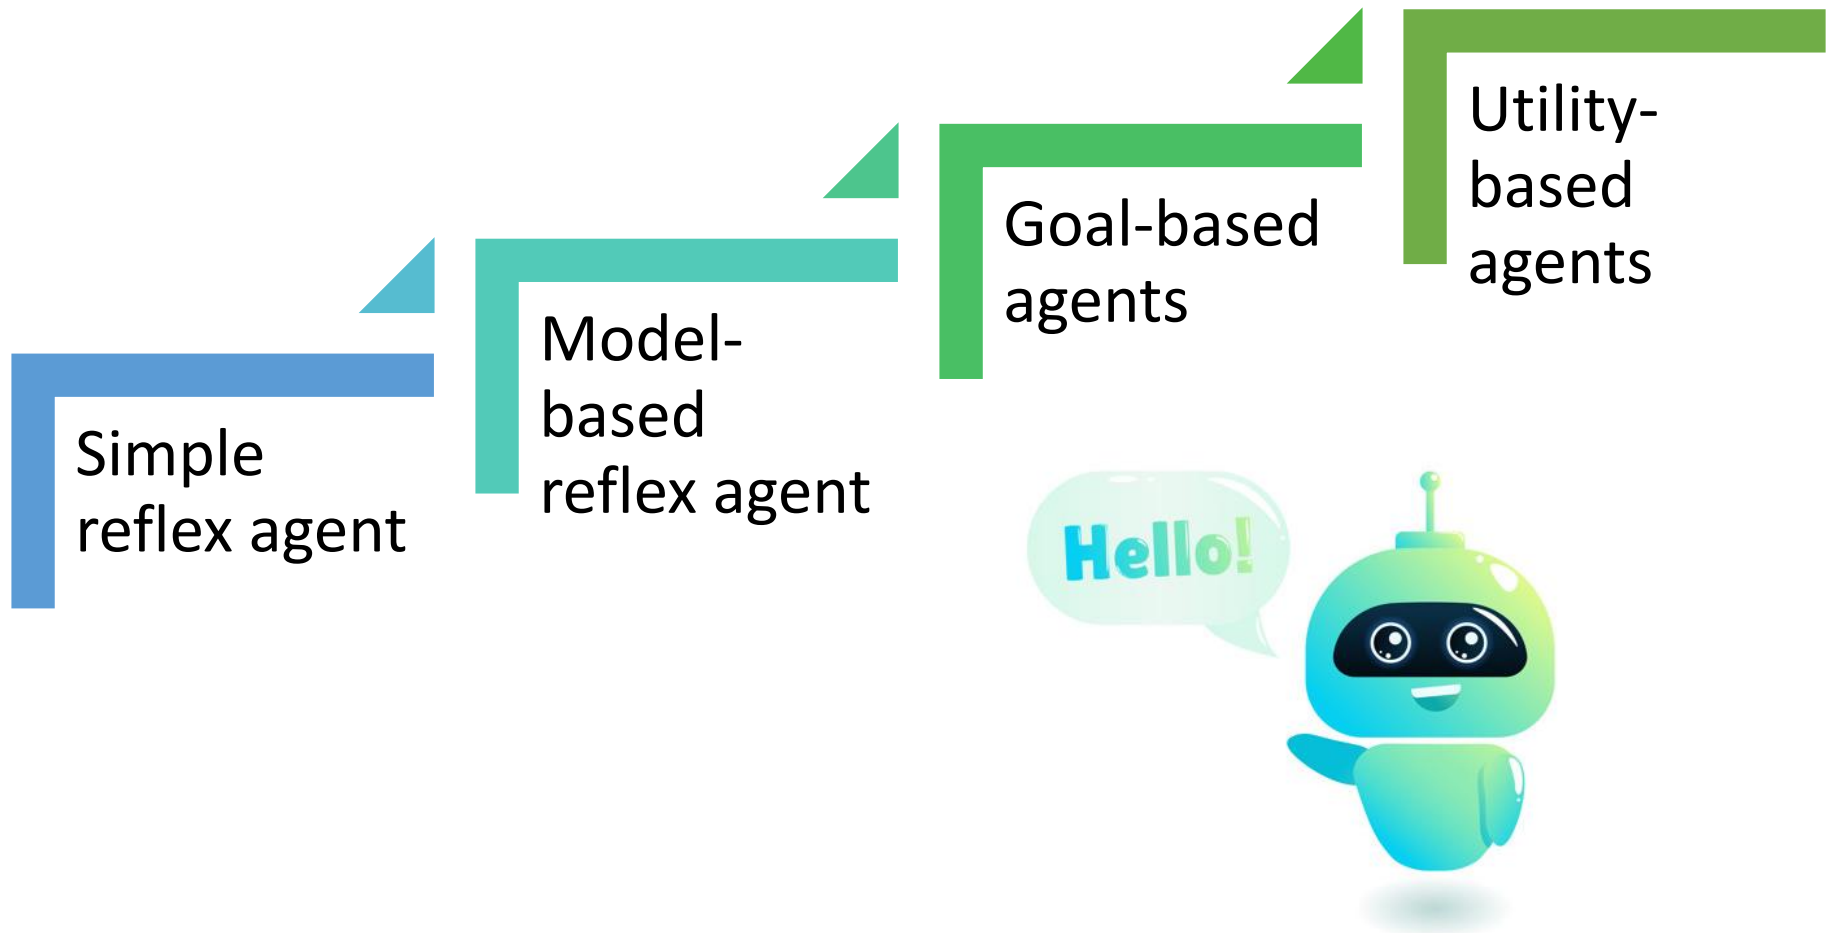 Simple
reflex agent
Model-
based
reflex agent
Goal-based
agents
Utility-
based
agents
Hello!